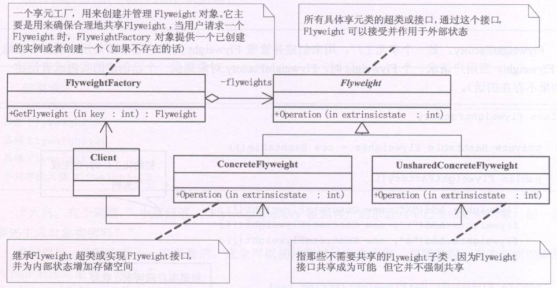 一个享元工厂, 用来创建并管理 Flyweight 对象。它主
要是用来确保合理地共享Flyweight ,当用户请求一个
Flyweight 时, FlyweightFactory 对象提供一个已创建
的实例或者创建一个(如果不存在的话)
所有具体享元类的超类或接口,通过这个接口,
Flyweight 可以接受并作用于外部状态
FlyweightFactory
+GetFlyweight(in key : int) : Flyweight
-flyweights
Flyweight
+Operation(in extrinsicstate : int)
Client
ConcreteFlyweight
+Operation(in extrinsicstate : int)
UnsharedConcreteFlyweight
+Operation(in extrinsicstate : int)
继承Flyweight 超类或实现 Flyweight接口,
并为内部状态增加存储空间
指那些不需要共享的Flyweight 子类 。因为Flyweight
接口共享成为可能 但它并不强制共享